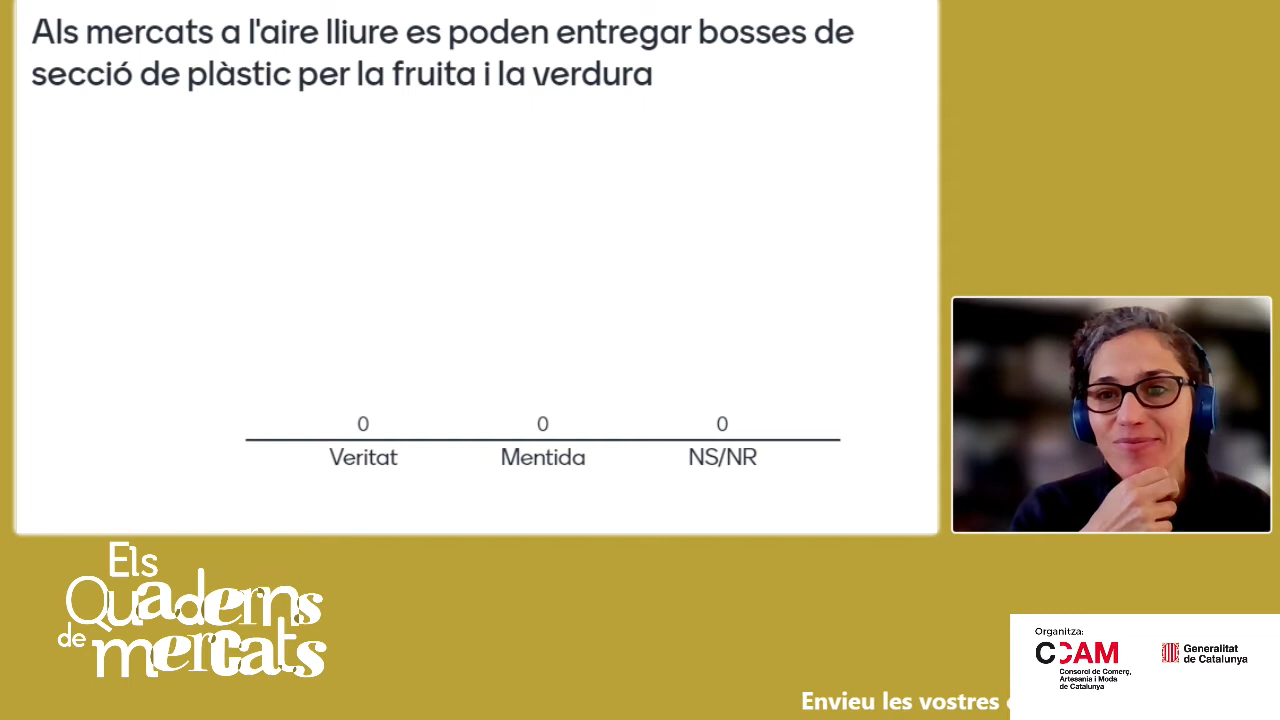 Als mercats a l'aire lliure es poden entregar bosses de
secció de plàstic per la fruita i la verdura
0
0
0
Veritat
Mentida
NS/NR
Els
Quaderns
de mercats
Organitza:
CCAM
Consorci de Comerç,
Artesania i Moda
de Catalunya
Generalitat
de Catalunya
Envieu les vostres